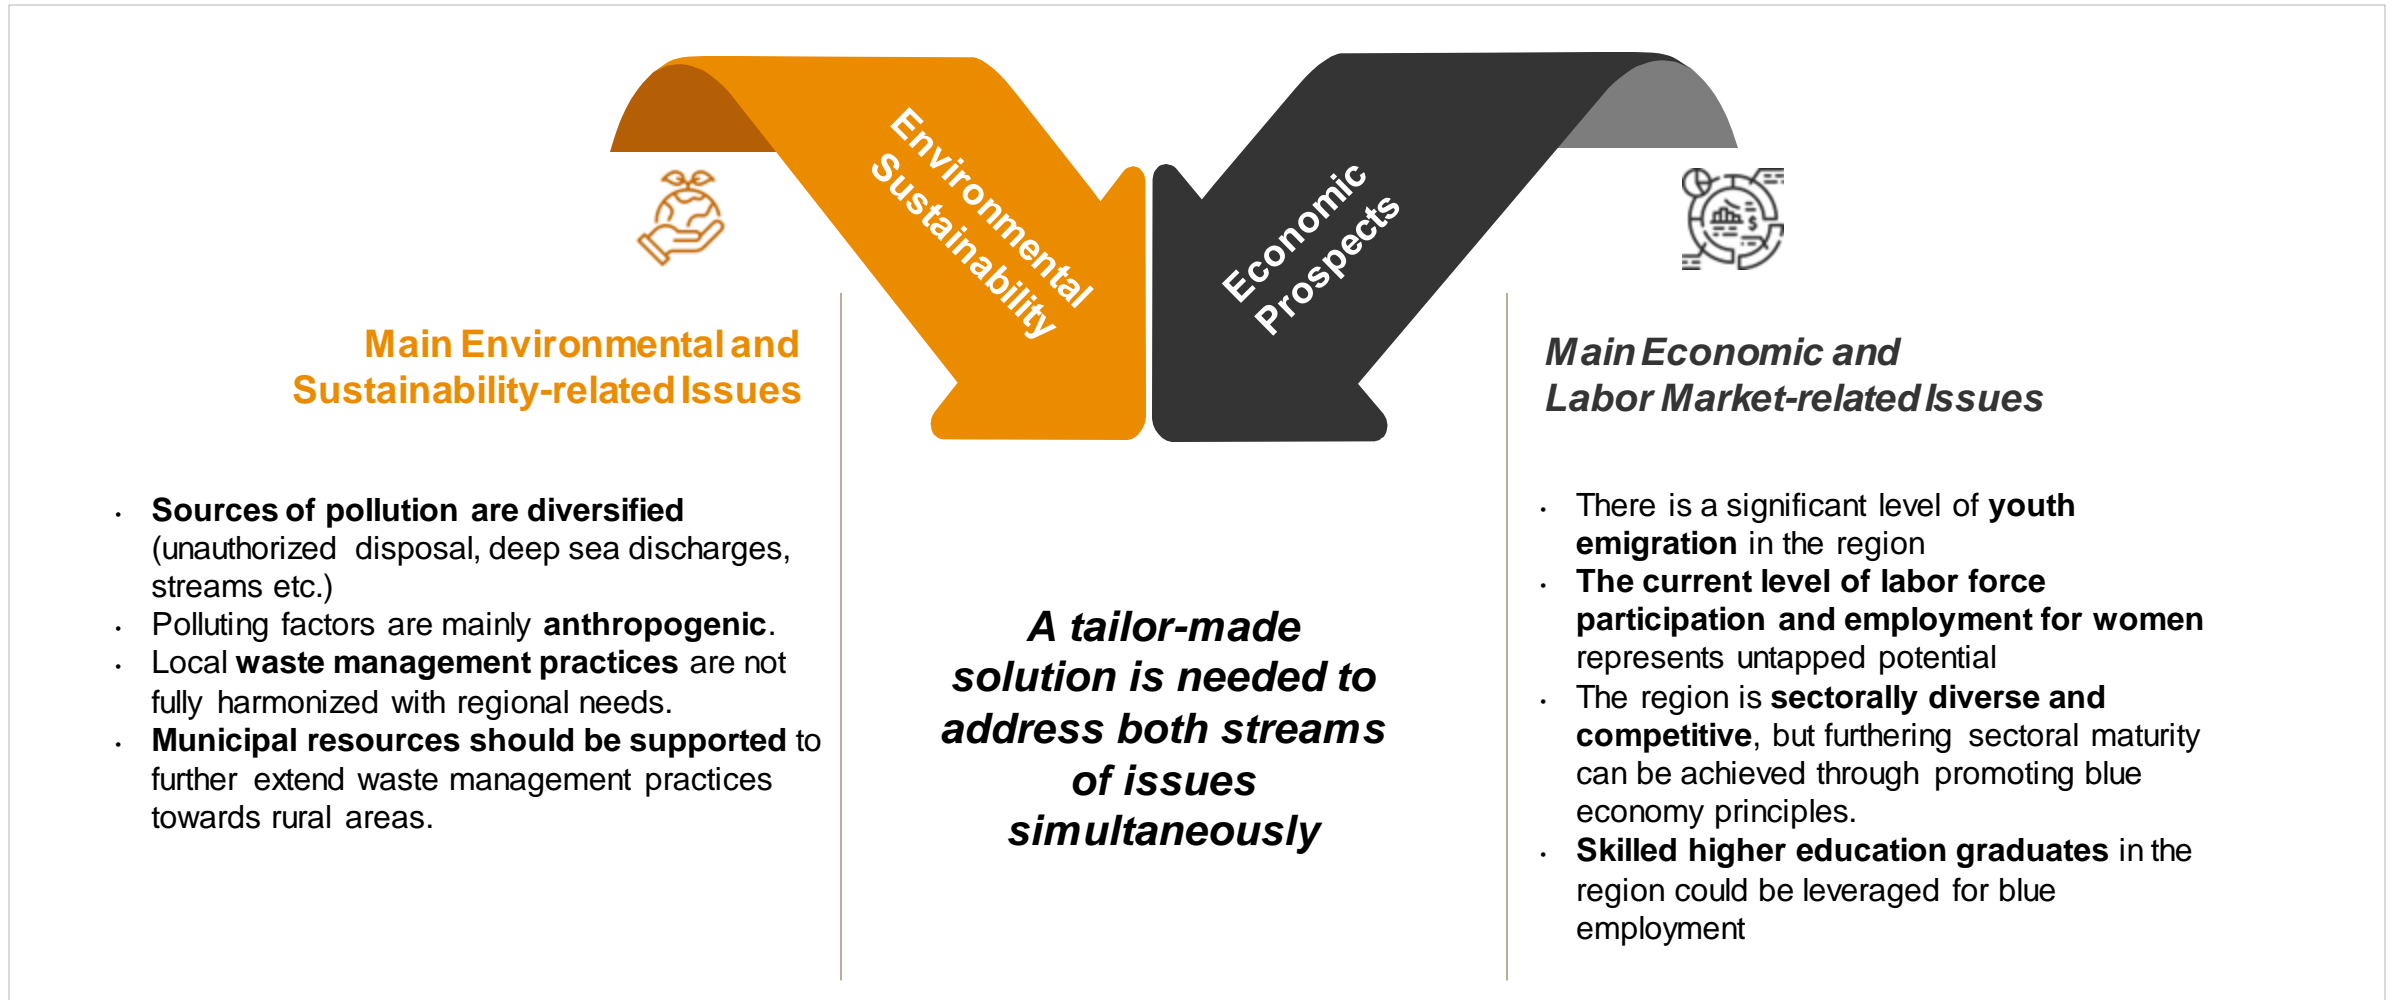 Environmental
Sustainability
Economic
Prospects
Main Environmental and
Sustainability-related Issues
• Sources of pollution are diversified
(unauthorized disposal, deep sea discharges,
streams etc.)
• Polluting factors are mainly anthropogenic.
• Local waste management practices are not
fully harmonized with regional needs.
• Municipal resources should be supported to
further extend waste management practices
towards rural areas.
A tailor-made
solution is needed to
address both streams
of issues
simultaneously
Main Economic and
Labor Market-related Issues
• There is a significant level of youth
emigration in the region
• The current level of labor force
participation and employment for women
represents untapped potential
• The region is sectorally diverse and
competitive, but furthering sectoral maturity
can be achieved through promoting blue
economy principles.
• Skilled higher education graduates in the
region could be leveraged for blue
employment